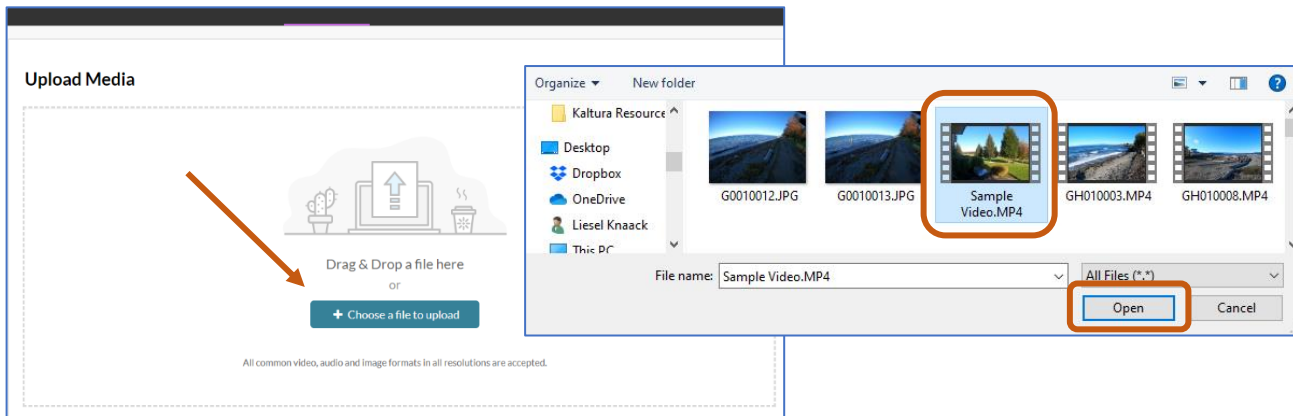 Upload Media
Drag & Drop a file here
or
+ Choose a file to upload
All common video, audio and image formats in all resolutions are accepted.
Organize New folder
?
Kaltura Resource
Desktop
Dropbox
OneDrive
Liesel Knaack
This PC
G0010012.JPG
G0010013.JPG
Sample
Video.MP4
GH010003.MP4
GH010008.MP4
File name: Sample Video.MP4
All Files (*.*)
Open Cancel